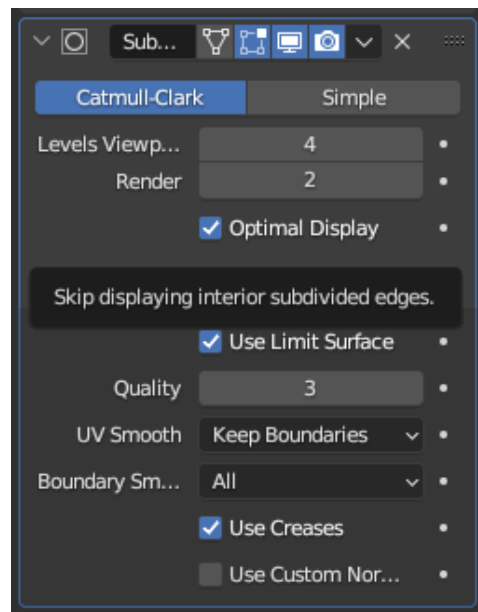 Sub...
Catmull-Clark Simple
Levels Viewp... 4
Render 2
Optimal Display
Skip displaying interior subdivided edges.
Use Limit Surface
Quality 3
UV Smooth Keep Boundaries
Boundary Sm... All
Use Creases
Use Custom Nor...